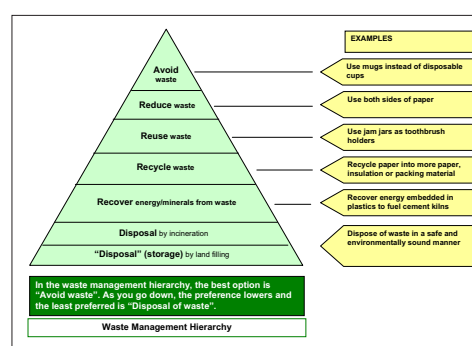 EXAMPLES
Avoid
waste
Use mugs instead of disposable
cups
Reduce waste
Use both sides of paper
Reuse waste
Use jam jars as toothbrush
holders
Recycle waste
Recycle paper into more paper,
insulation or packing material
Recover energy/minerals from waste
Recover energy embedded in
plastics to fuel cement kilns
Disposal by incineration
"Disposal" (storage) by land filling
Dispose of waste in a safe and
environmentally sound manner
In the waste management hierarchy, the best option is
"Avoid waste". As you go down, the preference lowers and
the least preferred is "Disposal of waste".
Waste Management Hierarchy